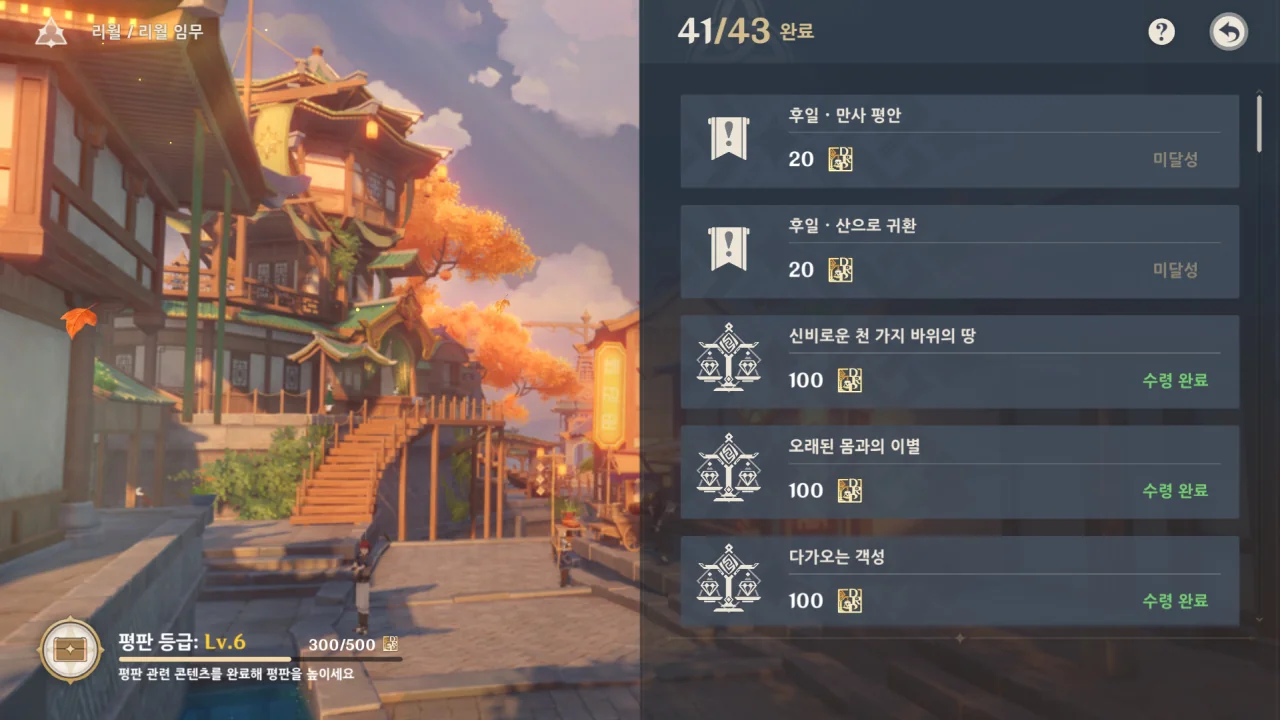 리월 / 리월 임무
41/43 완료
?
후일 · 만사 평안
20
미달성
후일 · 산으로 귀환
20
미달성
신비로운 천 가지 바위의 땅
100
수령 완료
오래된 몸과의 이별
100
수령 완료
다가오는 객성
100
수령 완료
평판 등급: Lv.6
300/500
평판 관련 콘텐츠를 완료해 평판을 높이세요